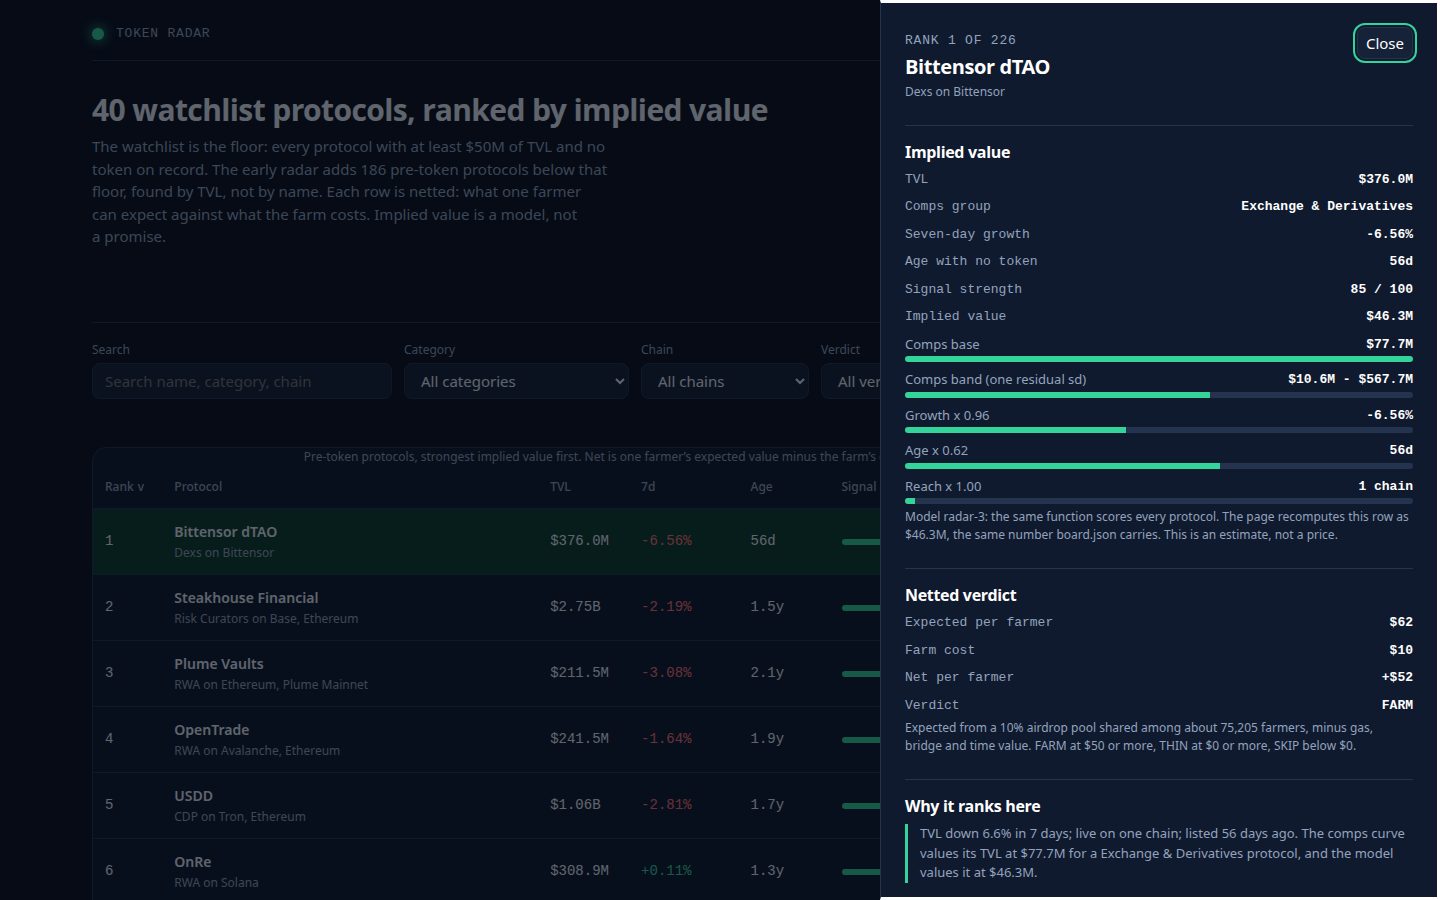 TOKEN RADAR
40 watchlist protocols, ranked by implied value
The watchlist is the floor: every protocol with at least $50M of TVL and no
token on record. The early radar adds 186 pre-token protocols below that
floor, found by TVL, not by name. Each row is netted: what one farmer
can expect against what the farm costs. Implied value is a model, not
a promise.
Search
Category
Chain
Verdict
Search name, category, chain
All categories
All chains
All ver
Pre-token protocols, strongest implied value first. Net is one farmer's expected value minus the farm's
Rank v Protocol TVL 7d Age Signal
1 Bittensor dTAO $376.0M -6.56% 56d
Dexs on Bittensor
2 Steakhouse Financial $2.75B -2.19% 1.5y
Risk Curators on Base, Ethereum
3 Plume Vaults $211.5M -3.08% 2.1y
RWA on Ethereum, Plume Mainnet
4 OpenTrade $241.5M -1.64% 1.9y
RWA on Avalanche, Ethereum
5 USDD $1.06B -2.81% 1.7y
CDP on Tron, Ethereum
6 OnRe $308.9M +0.11% 1.3y
RWA on Solana
RANK 1 OF 226
Close
Bittensor dTAO
Dexs on Bittensor
Implied value
TVL $376.0M
Comps group Exchange & Derivatives
Seven-day growth -6.56%
Age with no token 56d
Signal strength 85 / 100
Implied value $46.3M
Comps base $77.7M
Comps band (one residual sd) $10.6M - $567.7M
Growth x 0.96 -6.56%
Age x 0.62 56d
Reach x 1.00 1 chain
Model radar-3: the same function scores every protocol. The page recomputes this row as
$46.3M, the same number board.json carries. This is an estimate, not a price.
Netted verdict
Expected per farmer $62
Farm cost $10
Net per farmer +$52
Verdict FARM
Expected from a 10% airdrop pool shared among about 75,205 farmers, minus gas,
bridge and time value. FARM at $50 or more, THIN at $0 or more, SKIP below $0.
Why it ranks here
TVL down 6.6% in 7 days; live on one chain; listed 56 days ago. The comps curve
values its TVL at $77.7M for a Exchange & Derivatives protocol, and the model
values it at $46.3M.